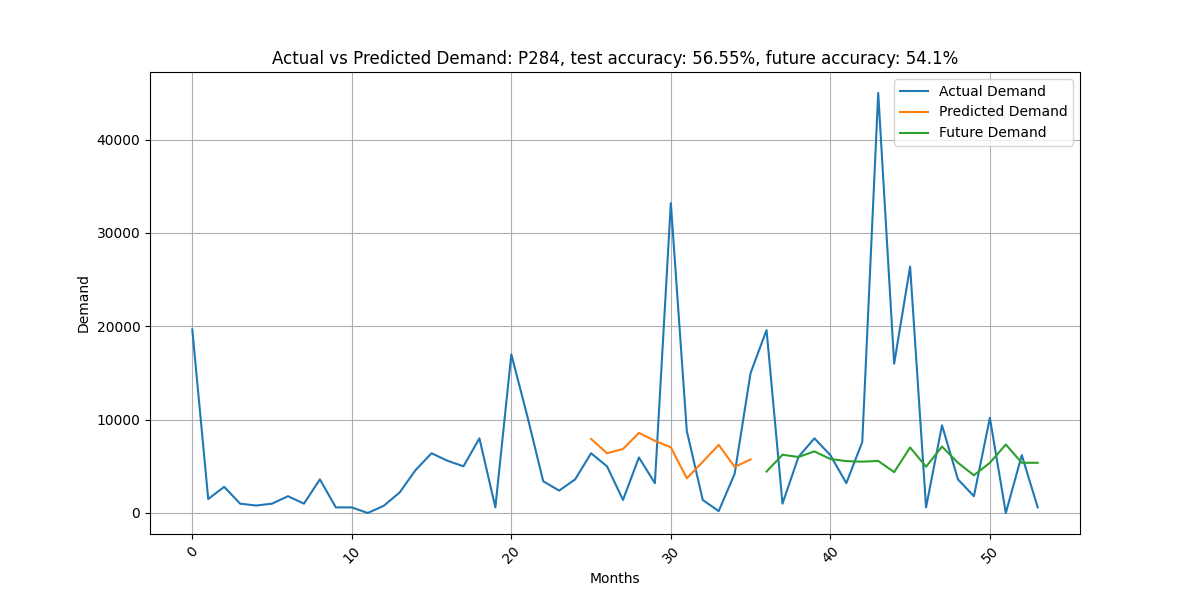 Actual vs Predicted Demand: P284, test accuracy: 56.55%, future accuracy: 54.1%
Actual Demand
Predicted Demand
Future Demand
40000
30000
20000
10000
0
Demand
0
10
20
30
40
50
Months